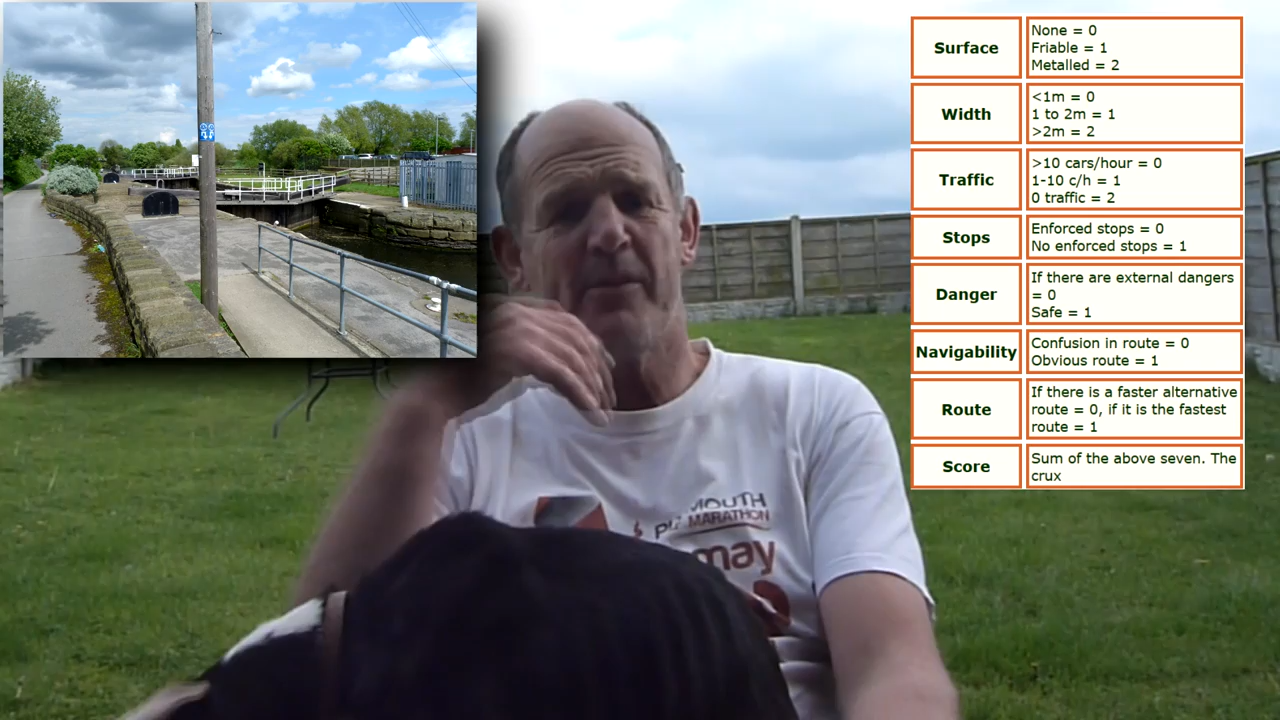 Surface
None = 0
Friable = 1
Metalled = 2
Width
<1m = 0
1 to 2m = 1
>2m = 2
Traffic
>10 cars/hour = 0
1-10 c/h = 1
0 traffic = 2
Stops
Enforced stops = 0
No enforced stops = 1
Danger
If there are external dangers
= 0
Safe = 1
Navigability
Confusion in route = 0
Obvious route = 1
Route
If there is a faster alternative
route = 0, if it is the fastest
route = 1
Score
Sum of the above seven. The
crux
MARATHON
may